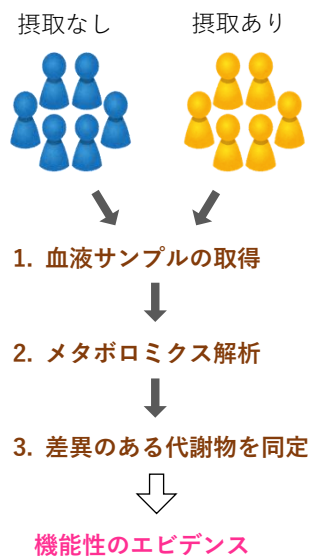 摂取なし 摂取あり
1. 血液サンプルの取得
2. メタボロミクス解析
3. 差異のある代謝物を同定
機能性のエビデンス